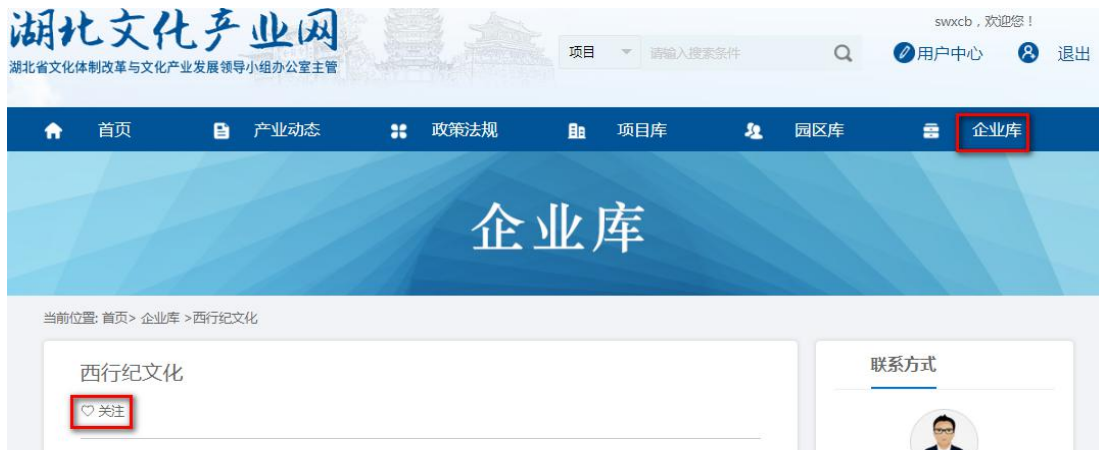 湖北文化产业网
湖北省文化体制改革与文化产业发展领导小组办公室主管
项目 请输入搜索条件
swxcb，欢迎您！
用户中心 退出
首页 产业动态 政策法规 项目库 园区库 企业库
企业库
当前位置: 首页> 企业库 >西行纪文化
西行纪文化
关注
联系方式